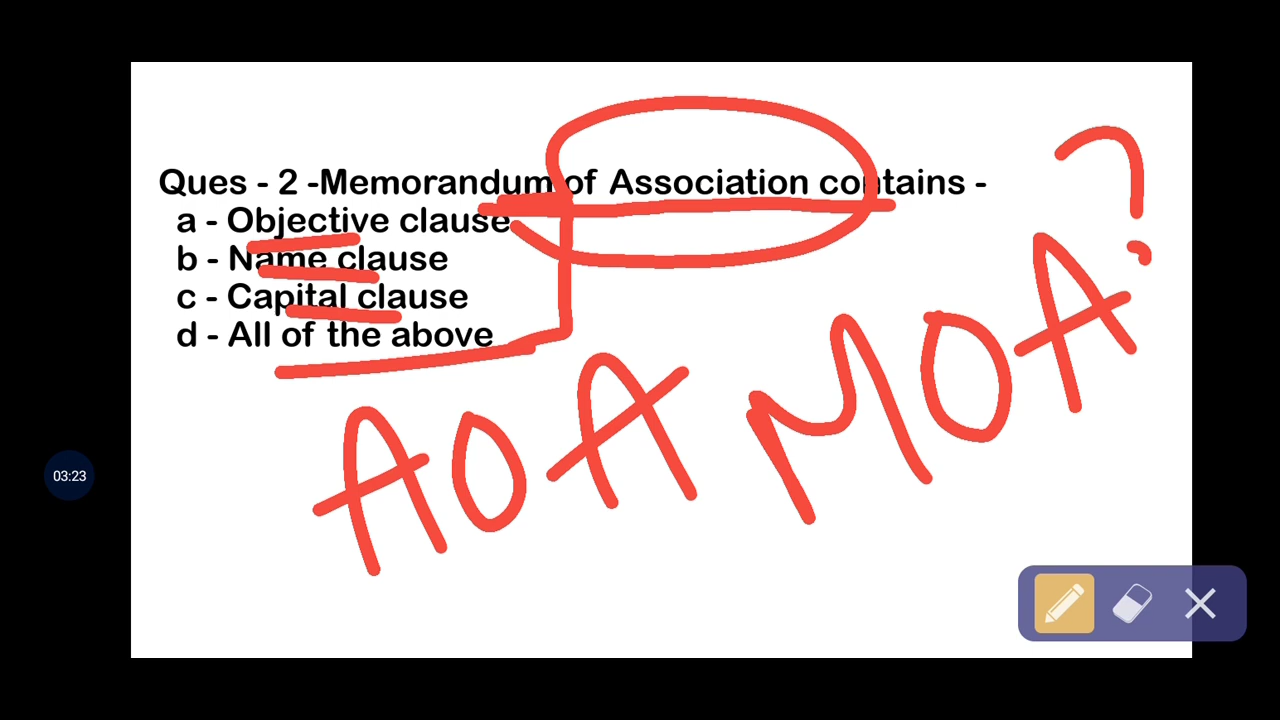 Ques - 2 -Memorandum of Association contains -
a - Objective clause
b - Name clause
c - Capital clause
d - All of the above
AOA MOA?
03:23